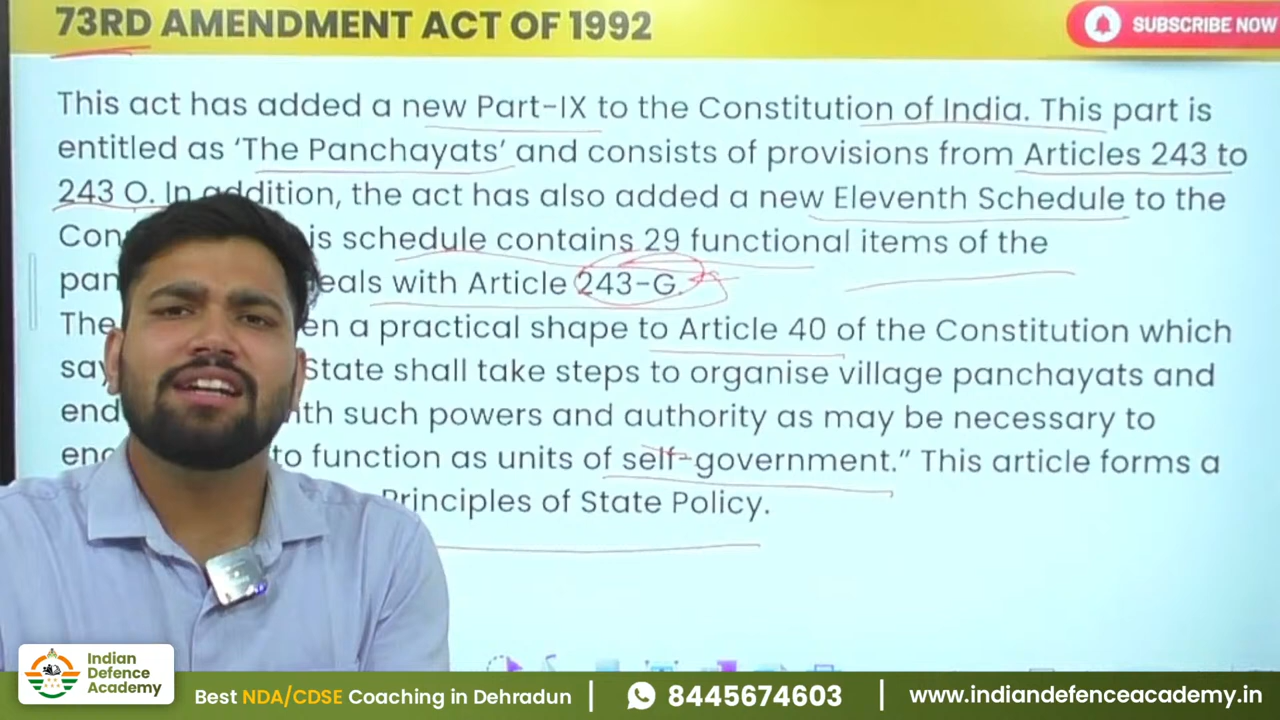 73RD AMENDMENT ACT OF 1992
SUBSCRIBE NOW
This act has added a new Part-IX to the Constitution of India. This part is
entitled as ‘The Panchayats’ and consists of provisions from Articles 243 to
243 O. In addition, the act has also added a new Eleventh Schedule to the
Con is schedule contains 29 functional items of the
pan eals with Article 243-G.
The en a practical shape to Article 40 of the Constitution which
say State shall take steps to organise village panchayats and
end th such powers and authority as may be necessary to
ena to function as units of self-government.” This article forms a
Principles of State Policy.
Indian
Defence
Academy
Best NDA/CDSE Coaching in Dehradun | 8445674603 | www.indiandefenceacademy.in